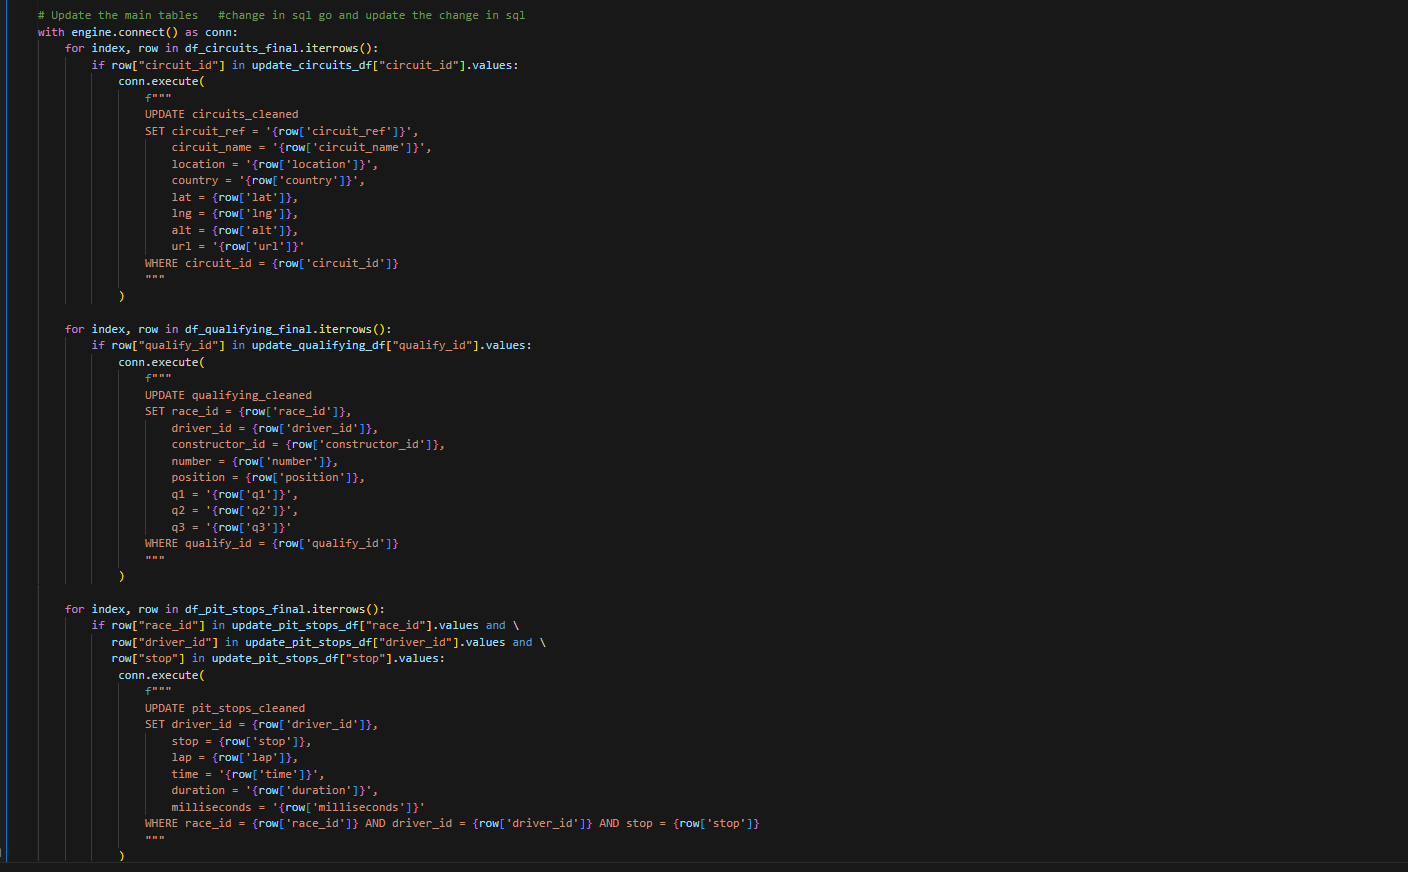 # Update the main tables   #change in sql go and update the change in sql
with engine.connect() as conn:
    for index, row in df_circuits_final.iterrows():
        if row["circuit_id"] in update_circuits_df["circuit_id"].values:
            conn.execute(
                f"""
                UPDATE circuits_cleaned
                SET circuit_ref = '{row['circuit_ref']}',
                    circuit_name = '{row['circuit_name']}',
                    location = '{row['location']}',
                    country = '{row['country']}',
                    lat = {row['lat']},
                    lng = {row['lng']},
                    alt = {row['alt']},
                    url = '{row['url']}'
                WHERE circuit_id = {row['circuit_id']}
                """
            )

    for index, row in df_qualifying_final.iterrows():
        if row["qualify_id"] in update_qualifying_df["qualify_id"].values:
            conn.execute(
                f"""
                UPDATE qualifying_cleaned
                SET race_id = {row['race_id']},
                    driver_id = {row['driver_id']},
                    constructor_id = {row['constructor_id']},
                    number = {row['number']},
                    position = {row['position']},
                    q1 = '{row['q1']}',
                    q2 = '{row['q2']}',
                    q3 = '{row['q3']}'
                WHERE qualify_id = {row['qualify_id']}
                """
            )

    for index, row in df_pit_stops_final.iterrows():
        if row["race_id"] in update_pit_stops_df["race_id"].values and \
           row["driver_id"] in update_pit_stops_df["driver_id"].values and \
           row["stop"] in update_pit_stops_df["stop"].values:
            conn.execute(
                f"""
                UPDATE pit_stops_cleaned
                SET driver_id = {row['driver_id']},
                    stop = {row['stop']},
                    lap = {row['lap']},
                    time = '{row['time']}',
                    duration = '{row['duration']}',
                    milliseconds = '{row['milliseconds']}'
                WHERE race_id = {row['race_id']} AND driver_id = {row['driver_id']} AND stop = {row['stop']}
                """
            )